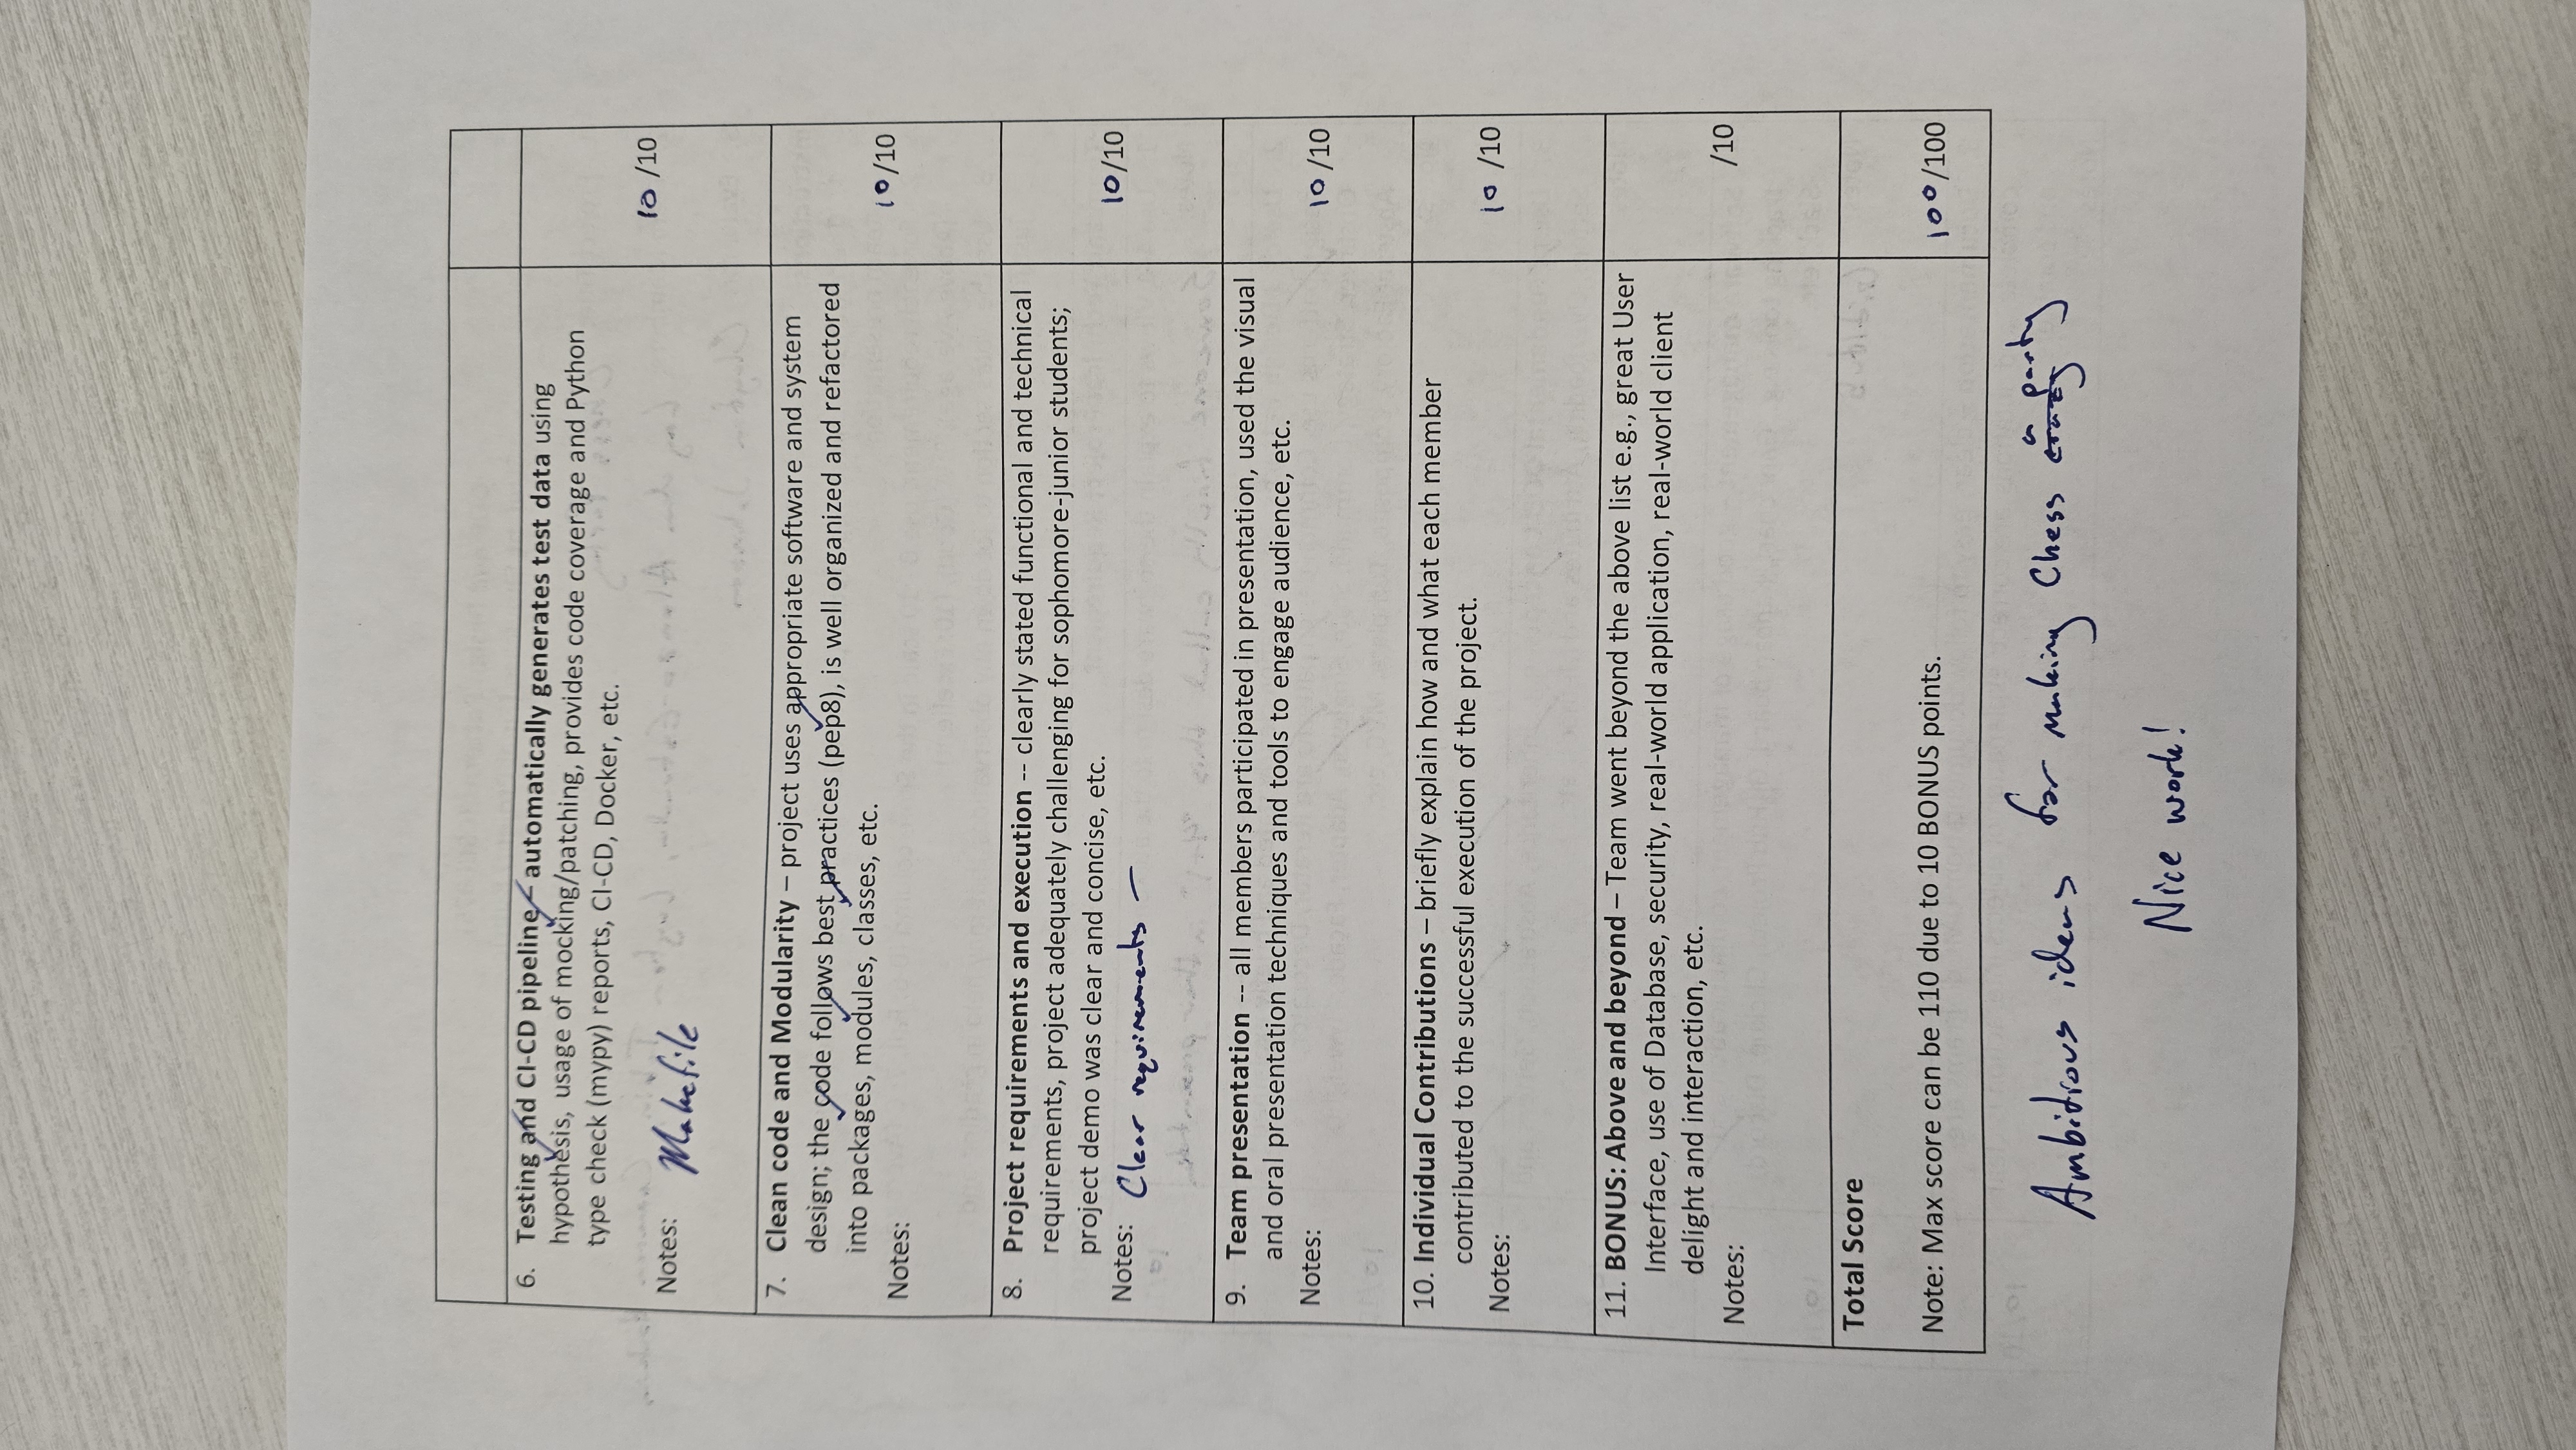 6. Testing and CI-CD pipeline – automatically generates test data using
hypothesis, usage of mocking/patching, provides code coverage and Python
type check (mypy) reports, CI-CD, Docker, etc.
Notes: Makefile
10 /10
7. Clean code and Modularity – project uses appropriate software and system
design; the code follows best practices (pep8), is well organized and refactored
into packages, modules, classes, etc.
Notes:
10/10
8. Project requirements and execution -- clearly stated functional and technical
requirements, project adequately challenging for sophomore-junior students;
project demo was clear and concise, etc.
Notes: Clear requirements —
10/10
9. Team presentation -- all members participated in presentation, used the visual
and oral presentation techniques and tools to engage audience, etc.
Notes:
10/10
10. Individual Contributions – briefly explain how and what each member
contributed to the successful execution of the project.
Notes:
10 /10
11. BONUS: Above and beyond – Team went beyond the above list e.g., great User
Interface, use of Database, security, real-world application, real-world client
delight and interaction, etc.
Notes:
/10
Total Score
Note: Max score can be 110 due to 10 BONUS points.
100/100
Ambitious ideas for making Chess crazy a party
Nice work!